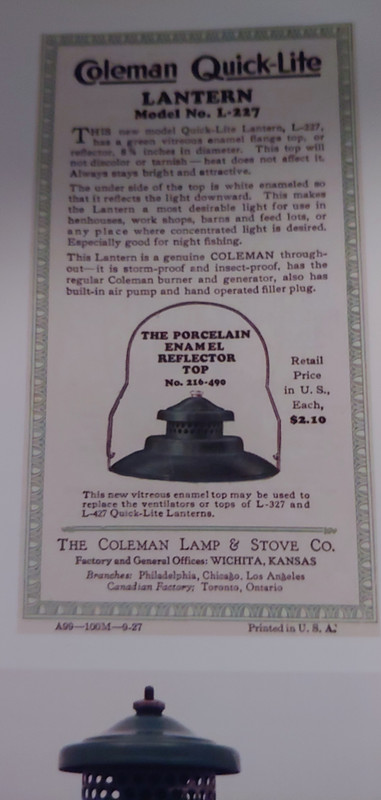 Coleman Quick-Lite
LANTERN
Model No. L-227
THIS new model Quick-Lite Lantern, L-227,
has a green vitreous enamel flange top, or
reflector, 8¾ inches in diameter. This top will
not discolor or tarnish — heat does not affect it.
Always stays bright and attractive.
The under side of the top is white enameled so
that it reflects the light downward. This makes
the Lantern a most desirable light for use in
henhouses, work shops, barns and feed lots, or
any place where concentrated light is desired.
Especially good for night fishing.
This Lantern is a genuine COLEMAN through-
out—it is storm-proof and insect-proof, has the
regular Coleman burner and generator, also has
built-in air pump and hand operated filler plug.
THE PORCELAIN
ENAMEL
REFLECTOR
TOP
No. 216-490
Retail
Price
in U. S.,
Each,
$2.10
This new vitreous enamel top may be used to
replace the ventilators or tops of L-327 and
L-427 Quick-Lite Lanterns.
THE COLEMAN LAMP & STOVE CO.
Factory and General Offices: WICHITA, KANSAS
Branches: Philadelphia, Chicago, Los Angeles
Canadian Factory; Toronto, Ontario
A99—100M—9-27
Printed in U. S. A.